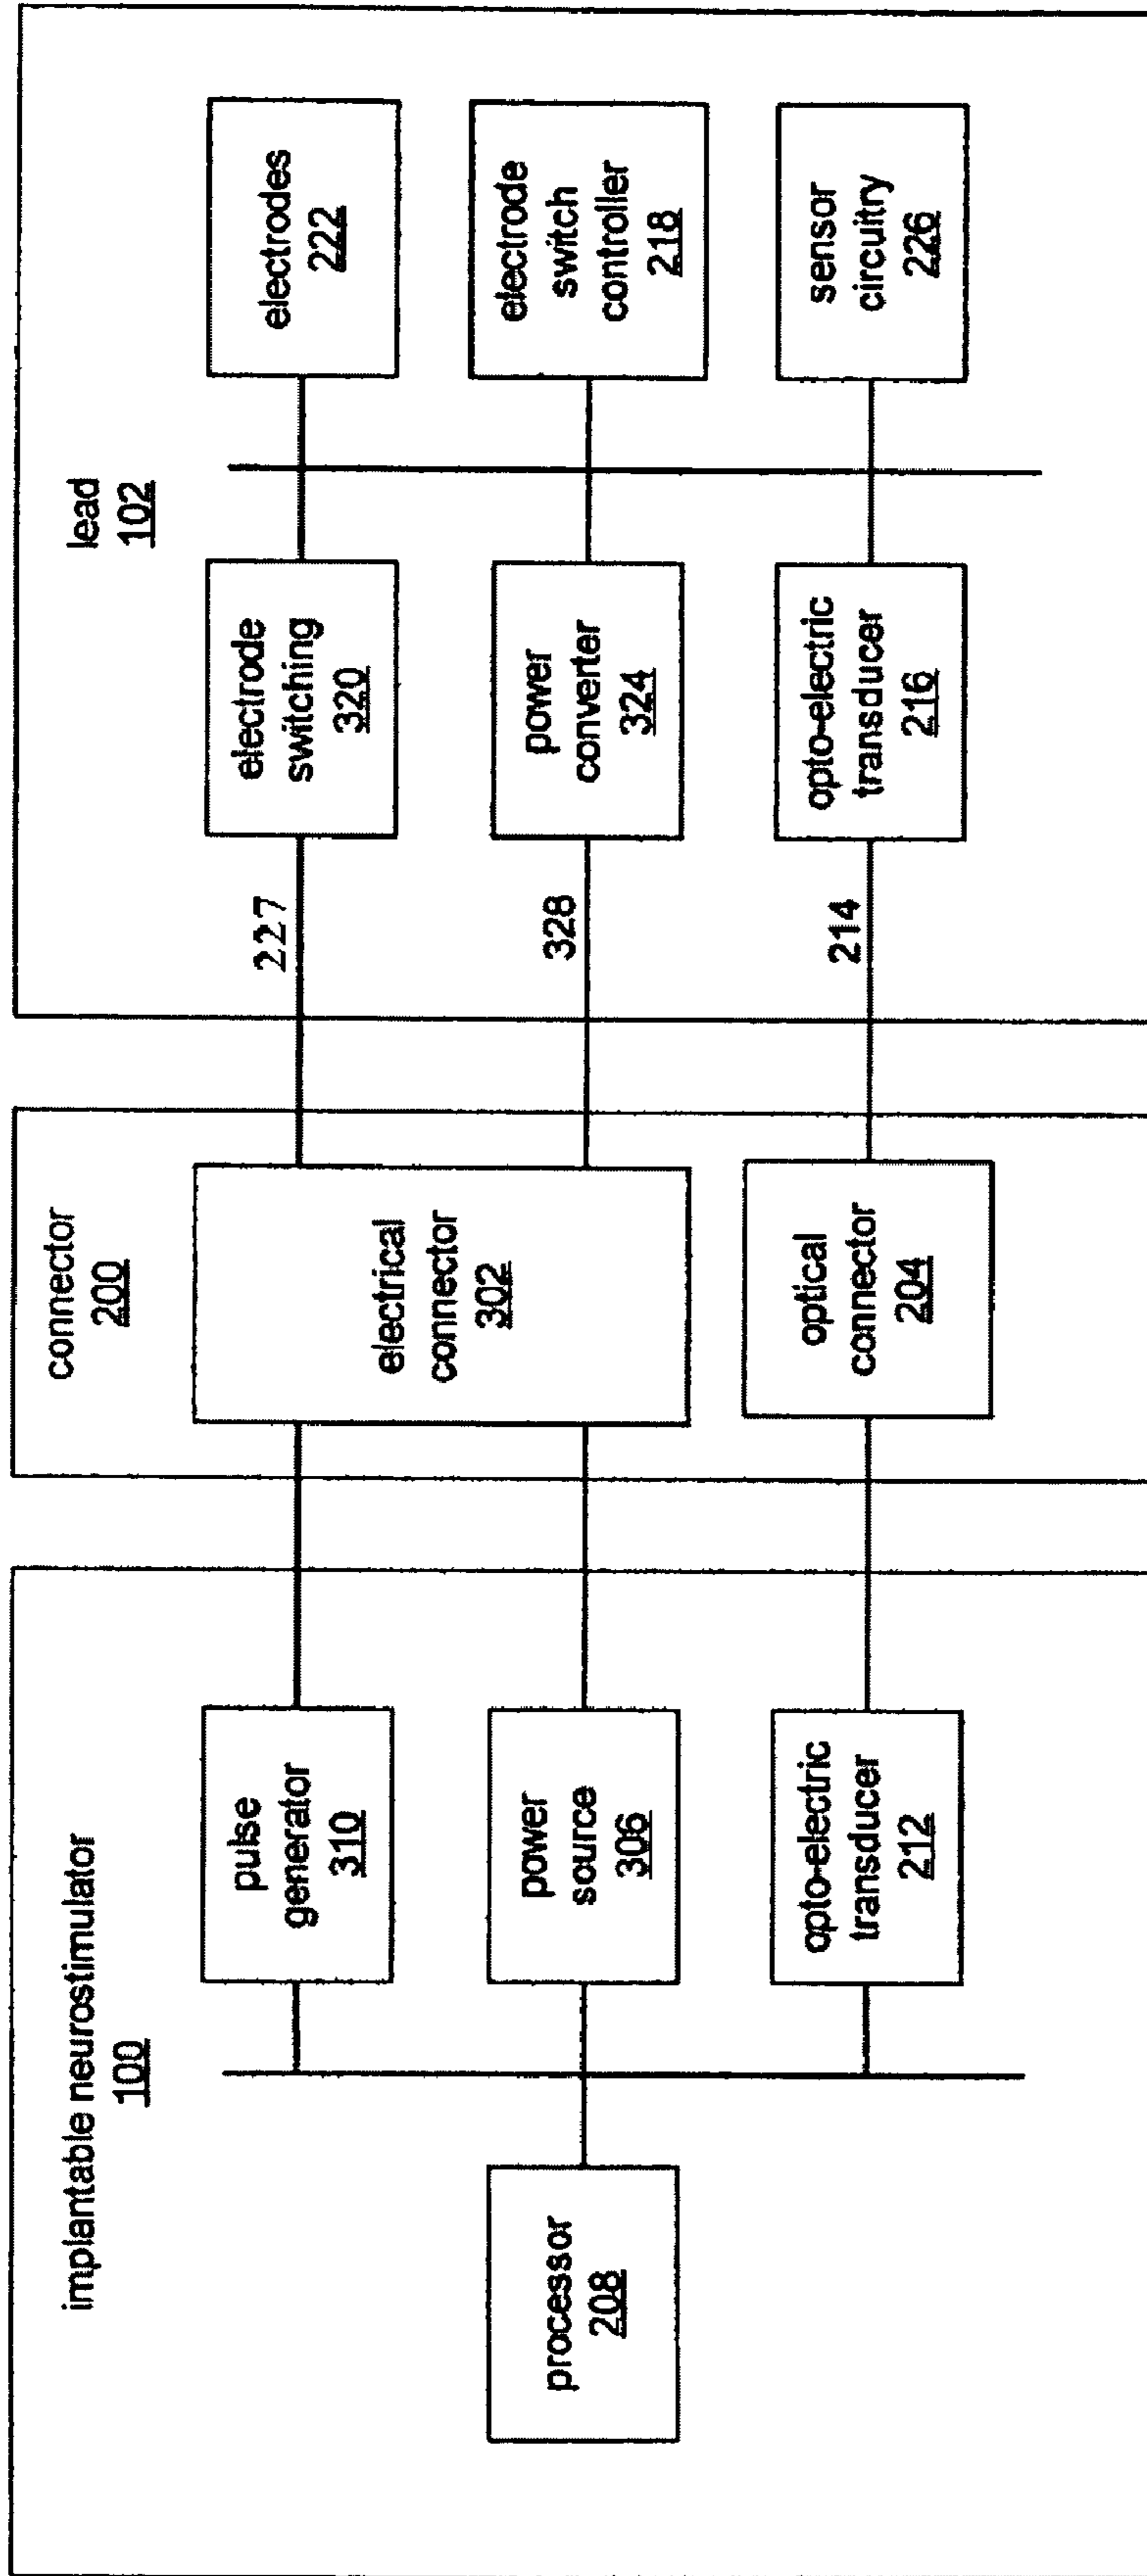 implantable neurostimulator
100
processor
208
pulse
generator
310
power
source
306
opto-electric
transducer
212
connector
200
electrical
connector
302
optical
connector
204
lead
102
227
328
214
electrode
switching
320
power
converter
324
opto-electric
transducer
216
electrodes
222
electrode
switch
controller
218
sensor
circuitry
226